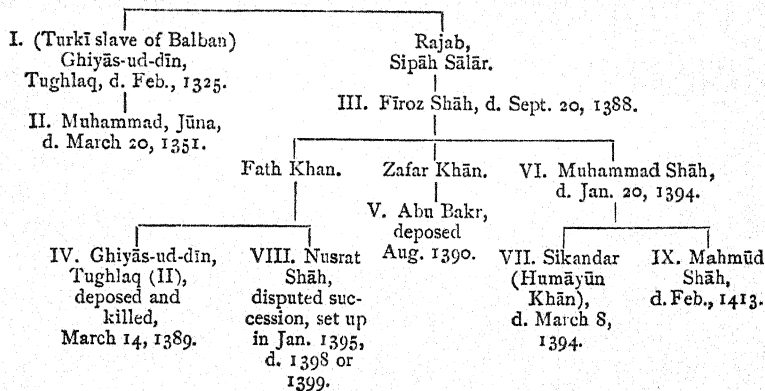 I. (Turkī slave of Balban)
Ghiyās-ud-dīn,
Tughlaq, d. Feb., 1325.
Rajab,
Sipāh Sālār.
II. Muhammad, Jūna,
d. March 20, 1351.
III. Fīroz Shāh, d. Sept. 20, 1388.
Fath Khan.
Zafar Khān.
VI. Muhammad Shāh,
d. Jan. 20, 1394.
V. Abu Bakr,
deposed
Aug. 1390.
IV. Ghiyās-ud-dīn,
Tughlaq (II),
deposed and
killed,
March 14, 1389.
VIII. Nusrat
Shāh,
disputed suc-
cession, set up
in Jan. 1395,
d. 1398 or
1399.
VII. Sikandar
(Humāyūn
Khān),
d. March 8,
1394.
IX. Mahmūd
Shāh,
d. Feb., 1413.